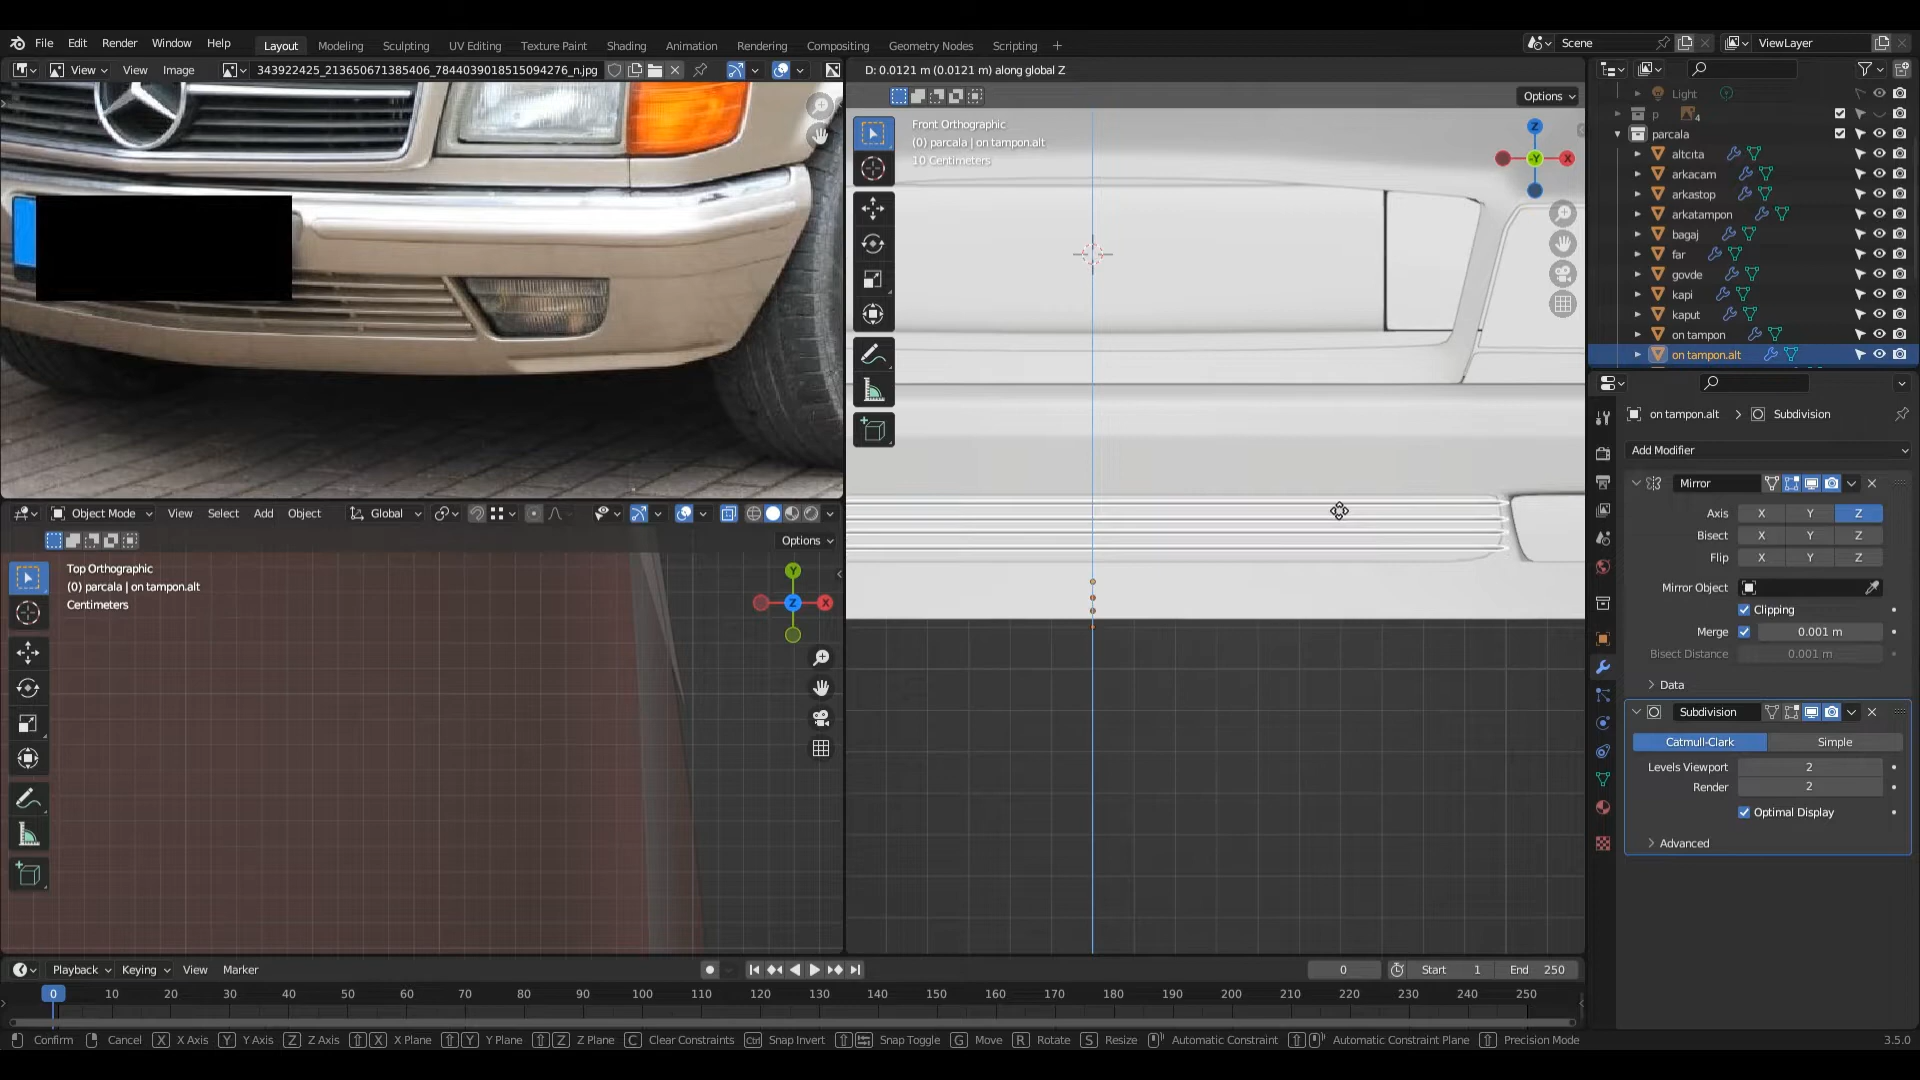 File Edit Render Window Help
Layout Modeling Sculpting UV Editing Texture Paint Shading Animation Rendering Compositing Geometry Nodes Scripting +
Scene
ViewLayer
View View Image 343922425_213650671385406_7844039018515094276_n.jpg
D: 0.0121 m (0.0121 m) along global Z
Options
Front Orthographic
(0) parcala | on tampon.alt
10 Centimeters
Z
-Y
X
Light
p 4
parcala
altcıta
arkacam
arkastop
arkatampon
bagaj
far
govde
kapi
kaput
on tampon
on tampon.alt
on tampon.alt > Subdivision
Add Modifier
Mirror
Axis X Y Z
Bisect X Y Z
Flip X Y Z
Mirror Object
Clipping
Merge 0.001 m
Bisect Distance 0.001 m
Data
Subdivision
Catmull-Clark Simple
Levels Viewport 2
Render 2
Optimal Display
Advanced
Object Mode View Select Add Object Global
Options
Top Orthographic
(0) parcala | on tampon.alt
Centimeters
Y
Z
X
Playback Keying View Marker
0 Start 1 End 250
0 10 20 30 40 50 60 70 80 90 100 110 120 130 140 150 160 170 180 190 200 210 220 230 240 250
Confirm Cancel X X Axis Y Y Axis Z Z Axis X X Plane Y Y Plane Z Z Plane C Clear Constraints Ctrl Snap Invert Snap Toggle G Move R Rotate S Resize Automatic Constraint Automatic Constraint Plane Precision Mode
3.5.0